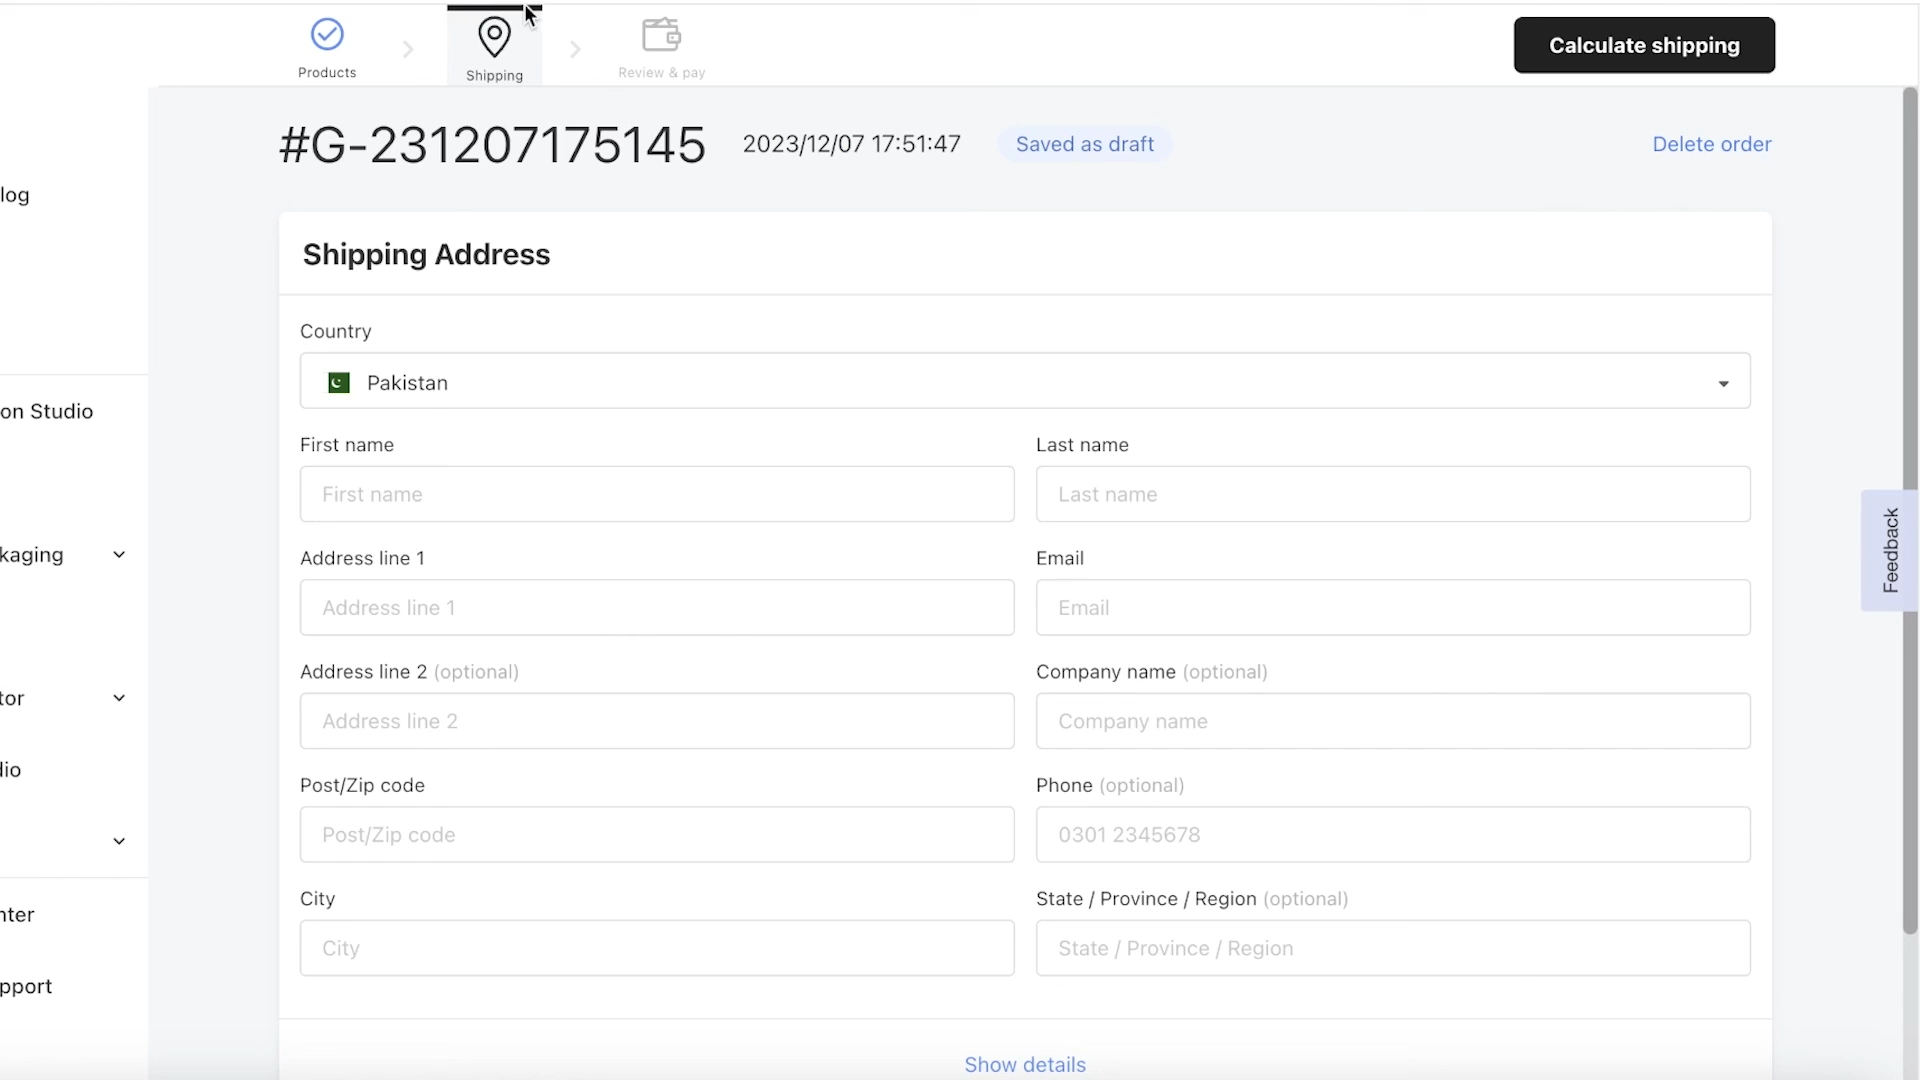 Products
Shipping
Review & pay
Calculate shipping
#G-231207175145
2023/12/07 17:51:47
Saved as draft
Delete order
log
on Studio
kaging
tor
dio
nter
pport
Shipping Address
Country
Pakistan
First name
Last name
First name
Last name
Address line 1
Email
Address line 1
Email
Address line 2 (optional)
Company name (optional)
Address line 2
Company name
Post/Zip code
Phone (optional)
Post/Zip code
0301 2345678
City
State / Province / Region (optional)
City
State / Province / Region
Show details
Feedback